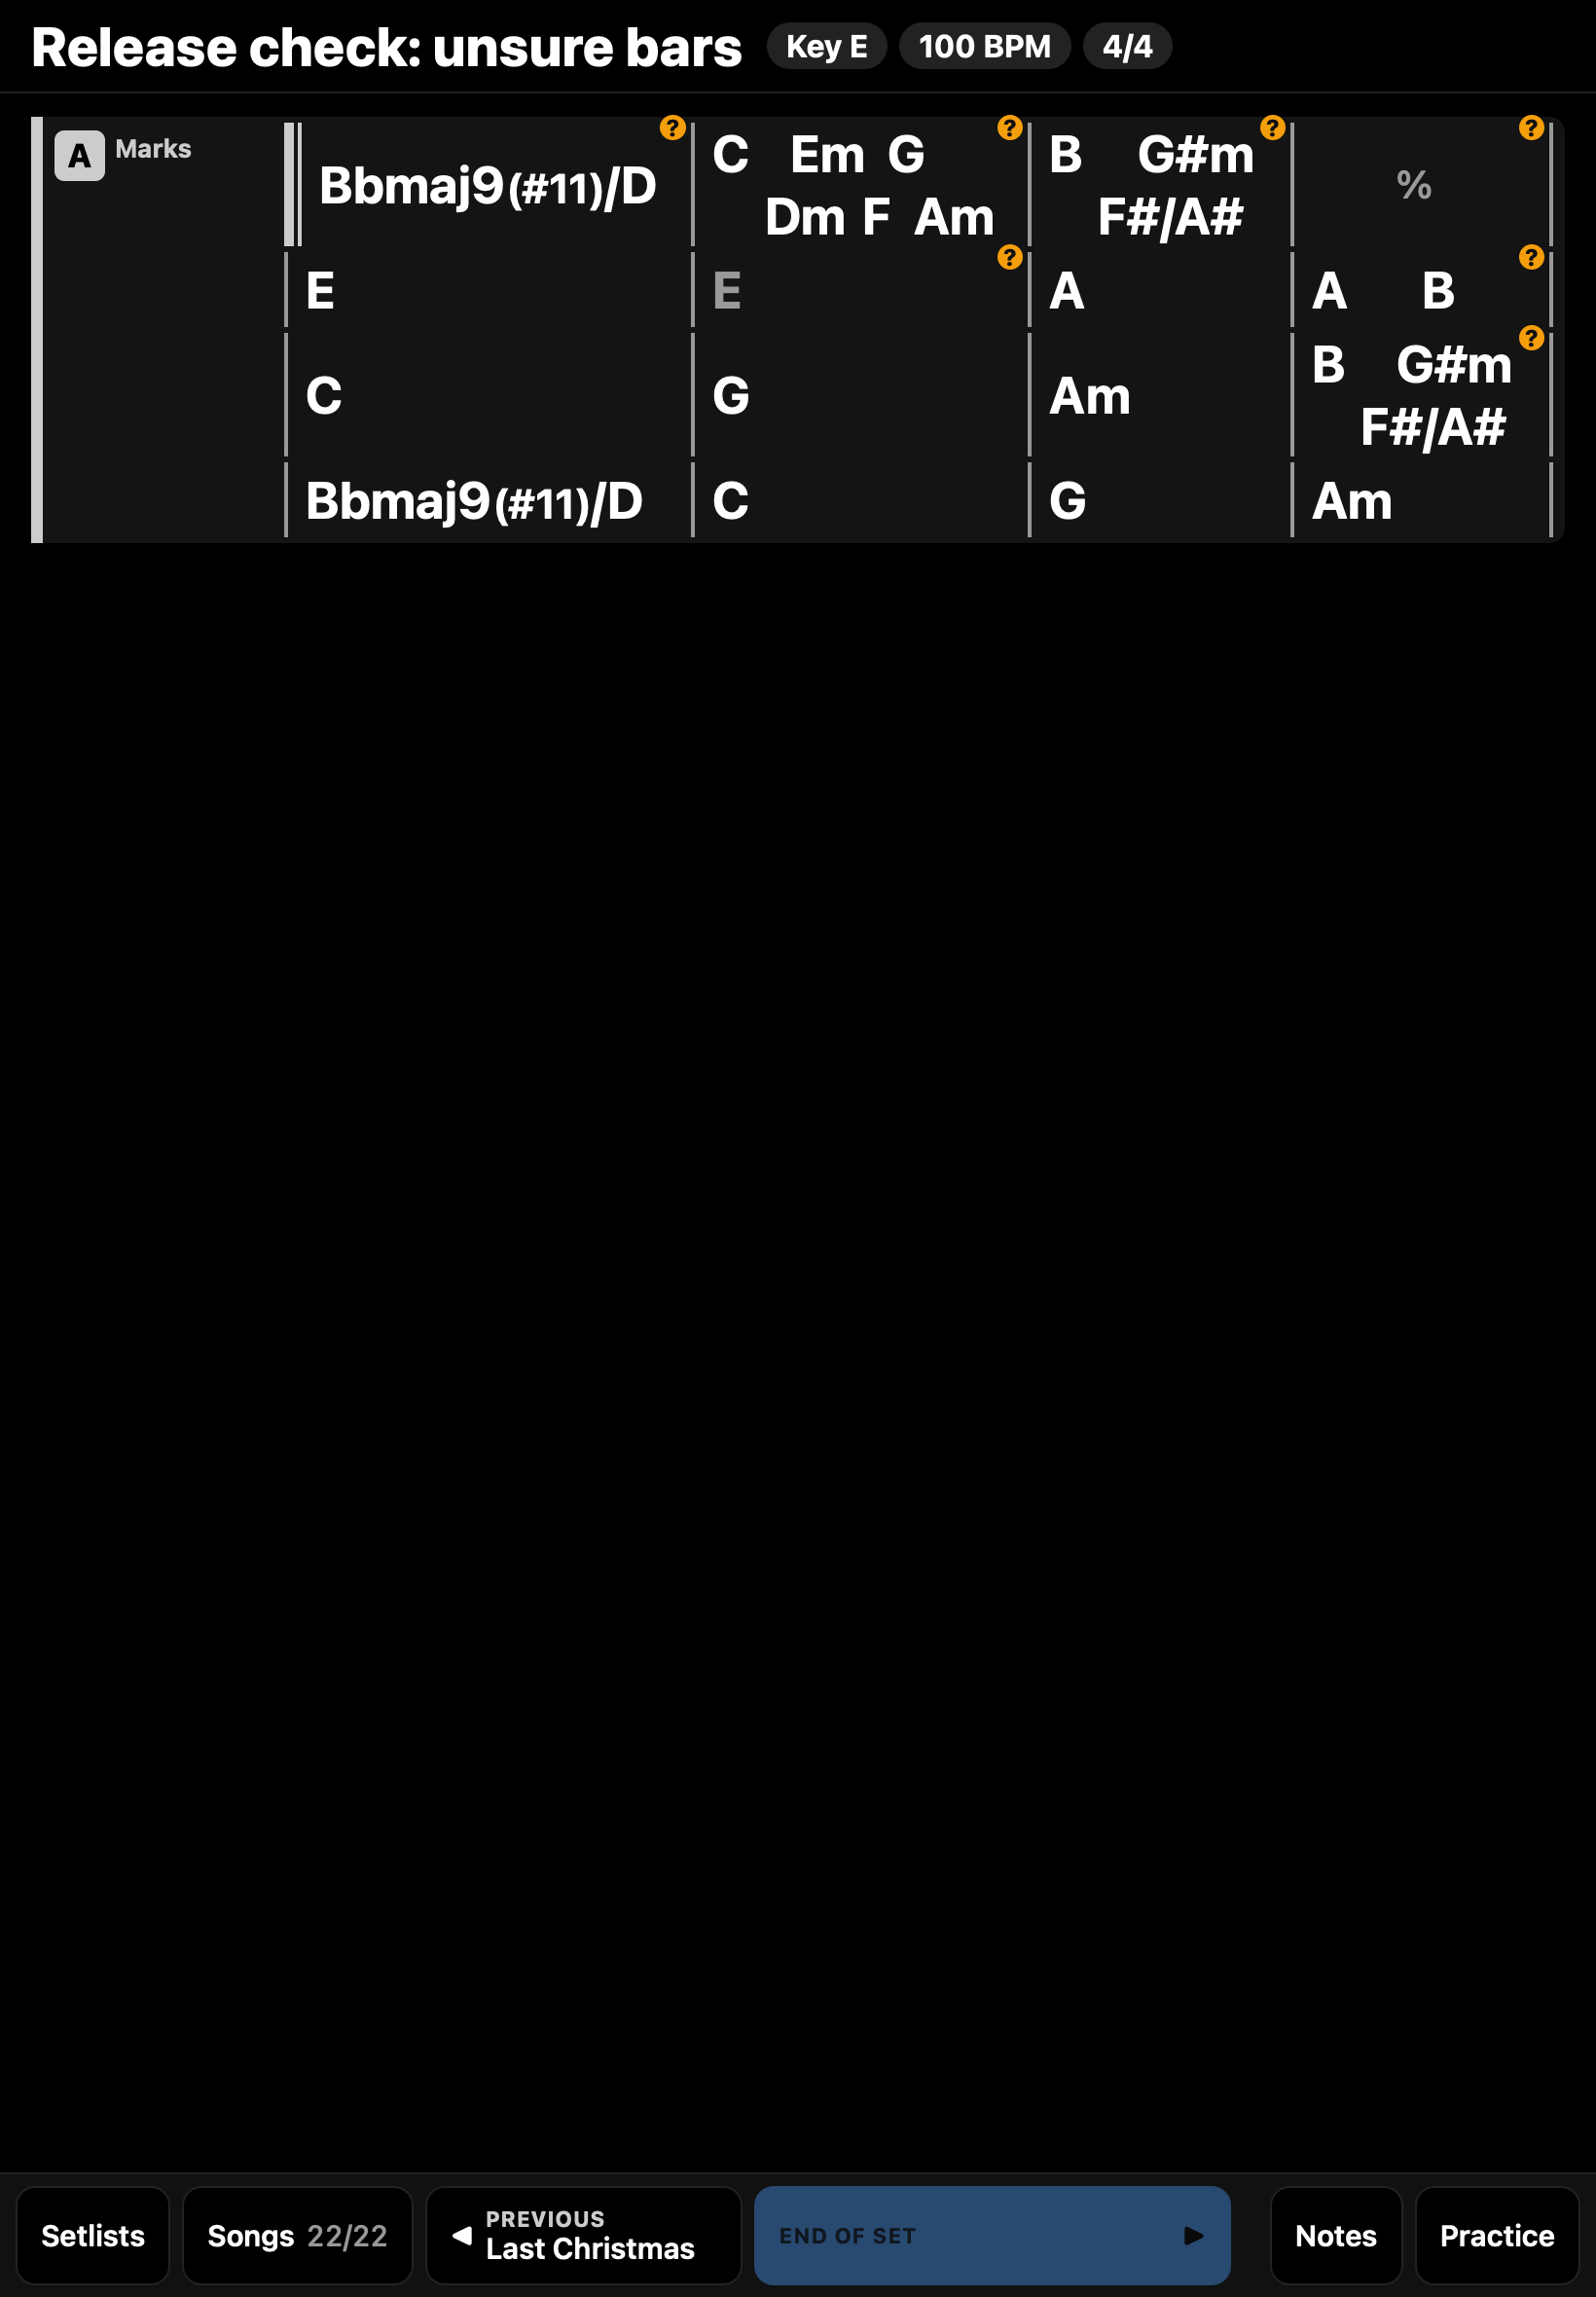 Release check: unsure bars Key E 100 BPM 4/4
A Marks
? ? ? ?
C Em G B G#m
Bbmaj9(#11)/D %
Dm F Am F#/A#
? ?
E E A A B
?
B G#m
C G Am
F#/A#
Bbmaj9(#11)/D C G Am
Setlists Songs 22/22 ◀ PREVIOUS
Last Christmas
END OF SET ▶ Notes Practice